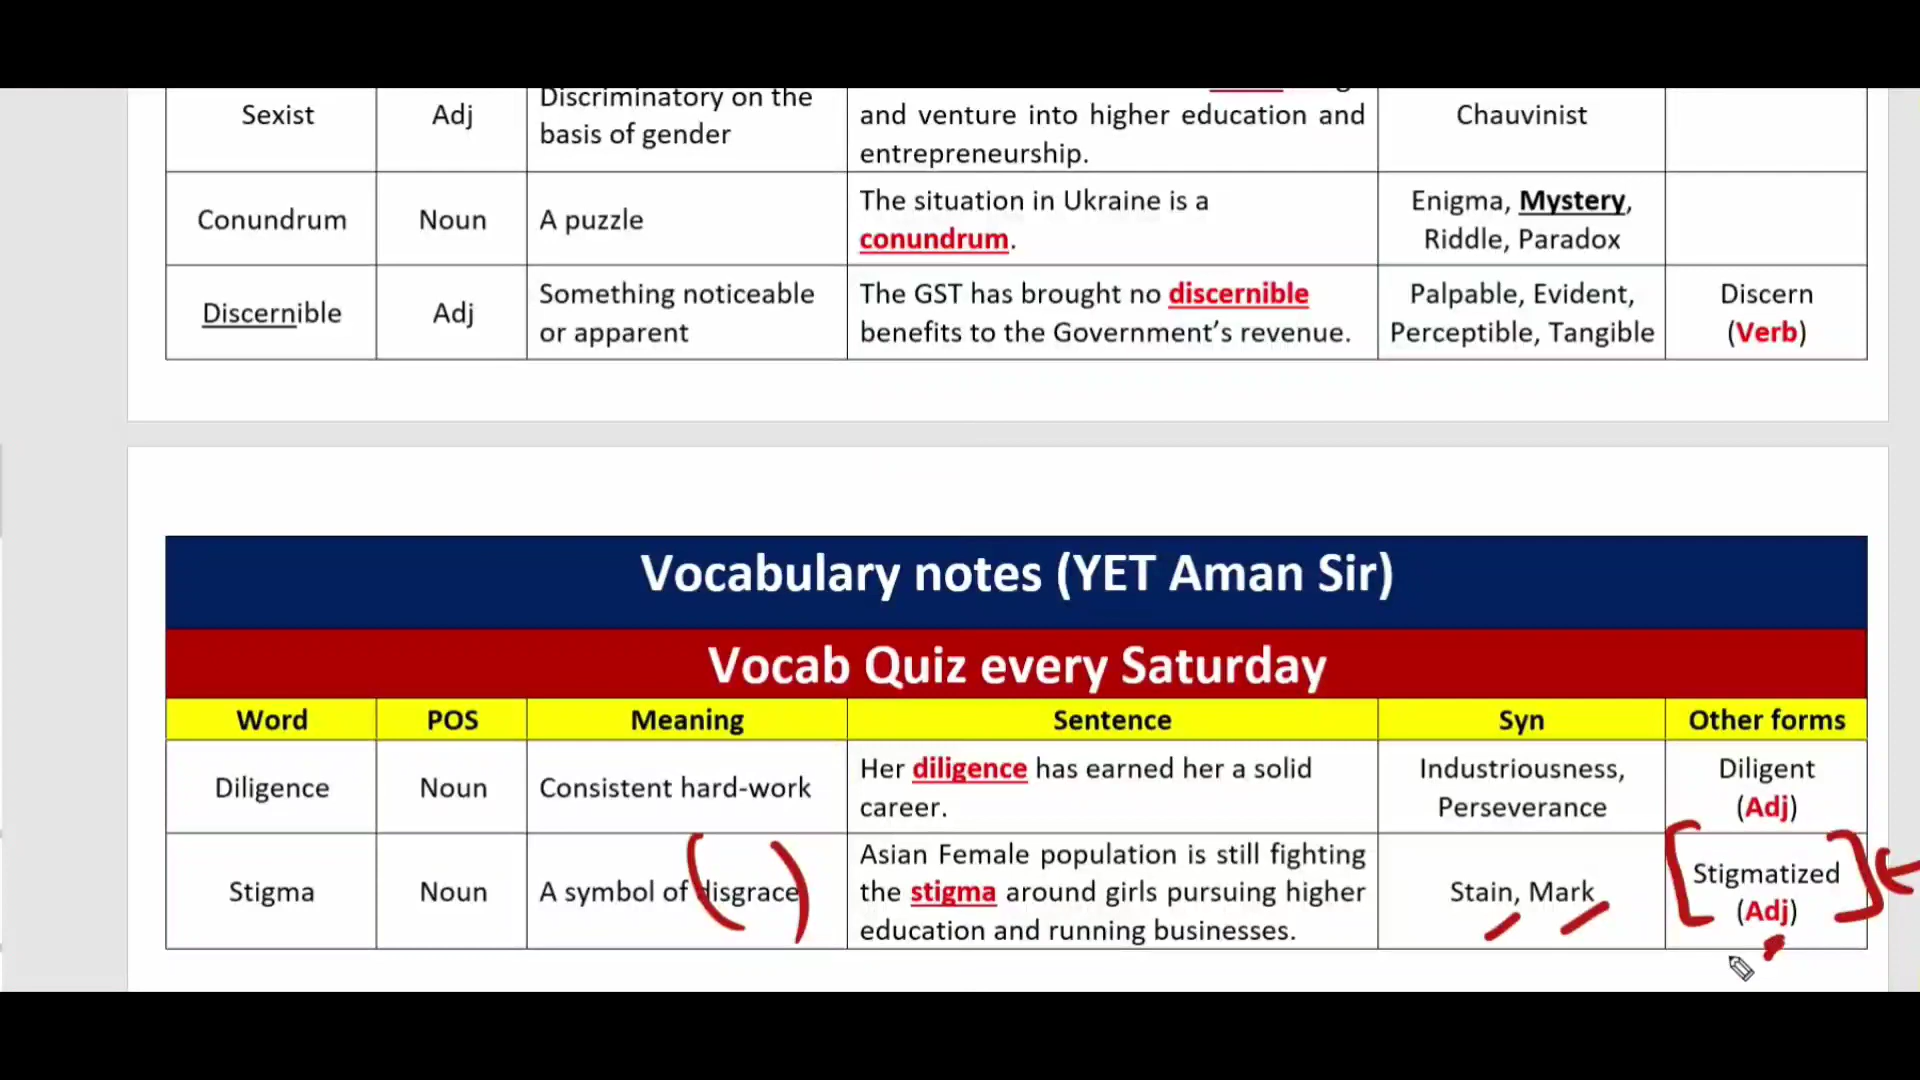 Discriminatory on the
basis of gender
Sexist
Adj
and venture into higher education and
entrepreneurship.
Chauvinist
Conundrum
Noun
A puzzle
The situation in Ukraine is a
conundrum.
Enigma, Mystery,
Riddle, Paradox
Discernible
Adj
Something noticeable
or apparent
The GST has brought no discernible
benefits to the Government's revenue.
Palpable, Evident,
Perceptible, Tangible
Discern
(Verb)
Vocabulary notes (YET Aman Sir)
Vocab Quiz every Saturday
Word
POS
Meaning
Sentence
Syn
Other forms
Diligence
Noun
Consistent hard-work
Her diligence has earned her a solid
career.
Industriousness,
Perseverance
Diligent
(Adj)
Stigma
Noun
A symbol of disgrace
Asian Female population is still fighting
the stigma around girls pursuing higher
education and running businesses.
Stain, Mark
Stigmatized
(Adj)